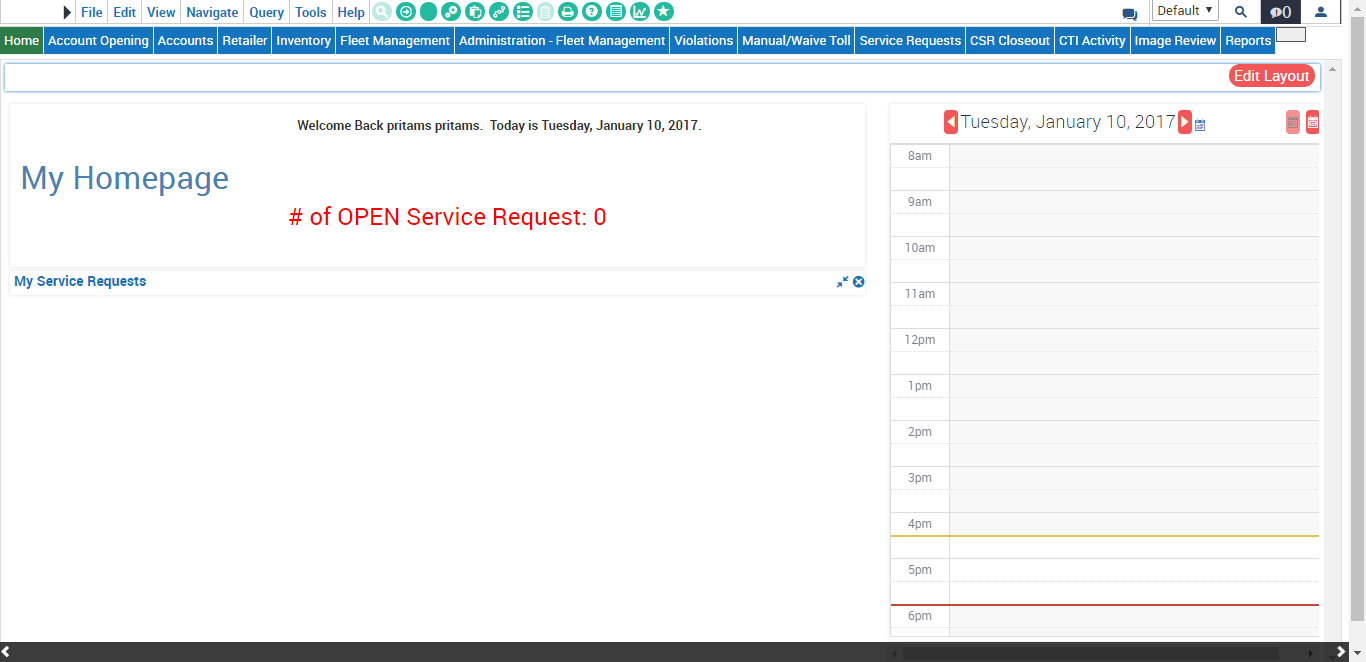 File Edit View Navigate Query Tools Help Default 0
Home Account Opening Accounts Retailer Inventory Fleet Management Administration - Fleet Management Violations Manual/Waive Toll Service Requests CSR Closeout CTI Activity Image Review Reports
Edit Layout
Welcome Back pritams pritams. Today is Tuesday, January 10, 2017.
My Homepage
# of OPEN Service Request: 0
My Service Requests
Tuesday, January 10, 2017
8am
9am
10am
11am
12pm
1pm
2pm
3pm
4pm
5pm
6pm